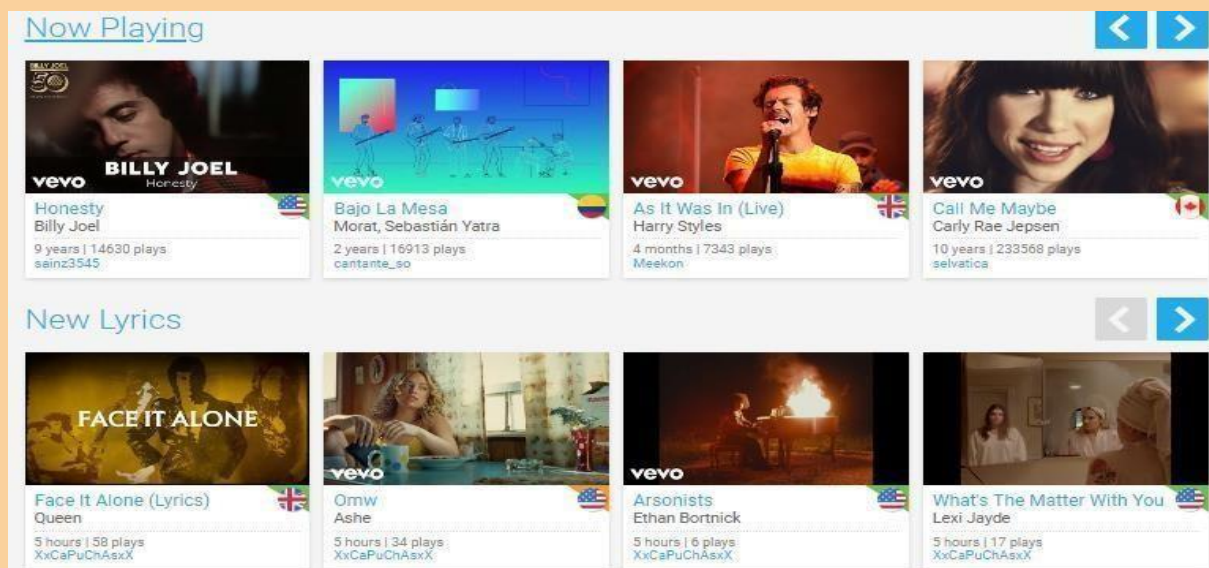 Now Playing
BILLY JOEL
50
BILLY JOEL
Honesty
vevo
Honesty
Billy Joel
9 years | 14630 plays
sainz3545
vevo
Bajo La Mesa
Morat, Sebastián Yatra
2 years | 16913 plays
cantante_so
vevo
As It Was In (Live)
Harry Styles
4 months | 7343 plays
Meekon
vevo
Call Me Maybe
Carly Rae Jepsen
10 years | 233568 plays
selvatica
New Lyrics
FACE IT ALONE
Face It Alone (Lyrics)
Queen
5 hours | 58 plays
XxCaPuChAsxX
vevo
Omw
Ashe
5 hours | 34 plays
XxCaPuChAsxX
vevo
Arsonists
Ethan Bortnick
5 hours | 6 plays
XxCaPuChAsxX
What's The Matter With You
Lexi Jayde
5 hours | 17 plays
XxCaPuChAsxX